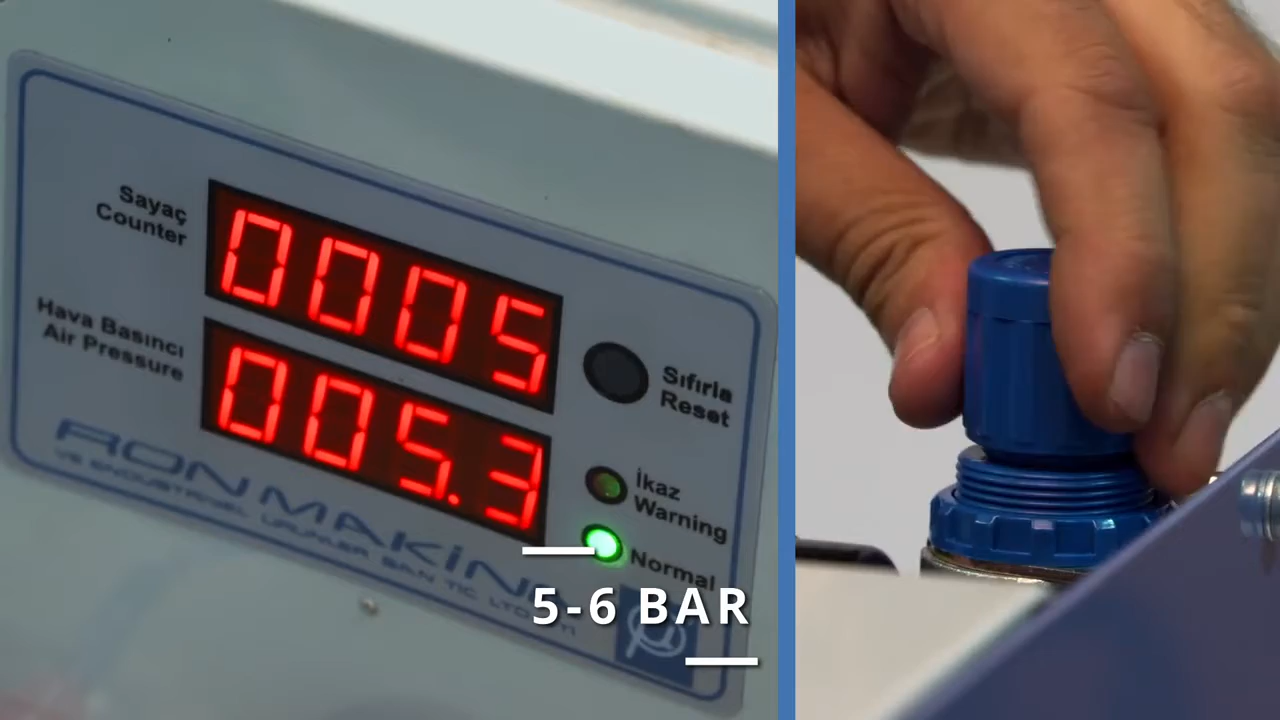 Sayaç
Counter
0005
Hava Basıncı
Air Pressure
005.3
Sıfırla
Reset
İkaz
Warning
Normal
RON MAKİNA
VE ENDÜSTRİYEL ÜRÜNLER SAN TİC LTD ŞTİ
5-6 BAR